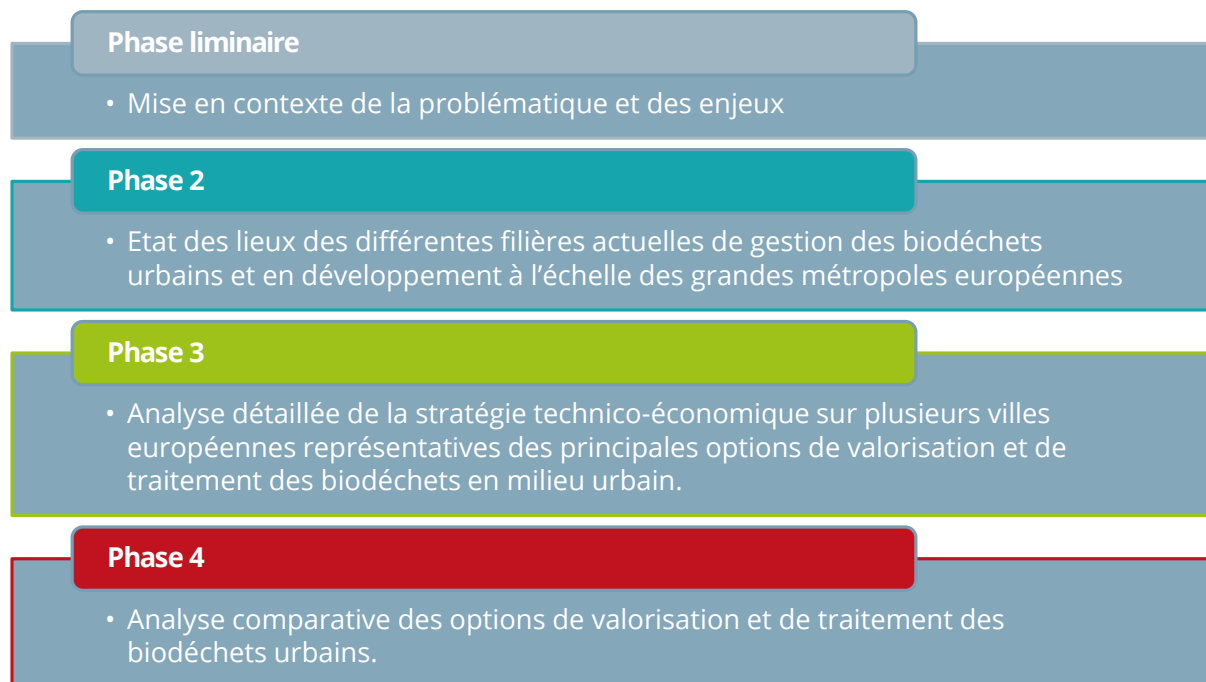 Phase liminaire
• Mise en contexte de la problématique et des enjeux
Phase 2
• Etat des lieux des différentes filières actuelles de gestion des biodéchets
urbains et en développement à l’échelle des grandes métropoles européennes
Phase 3
• Analyse détaillée de la stratégie technico-économique sur plusieurs villes
européennes représentatives des principales options de valorisation et de
traitement des biodéchets en milieu urbain.
Phase 4
• Analyse comparative des options de valorisation et de traitement des
biodéchets urbains.